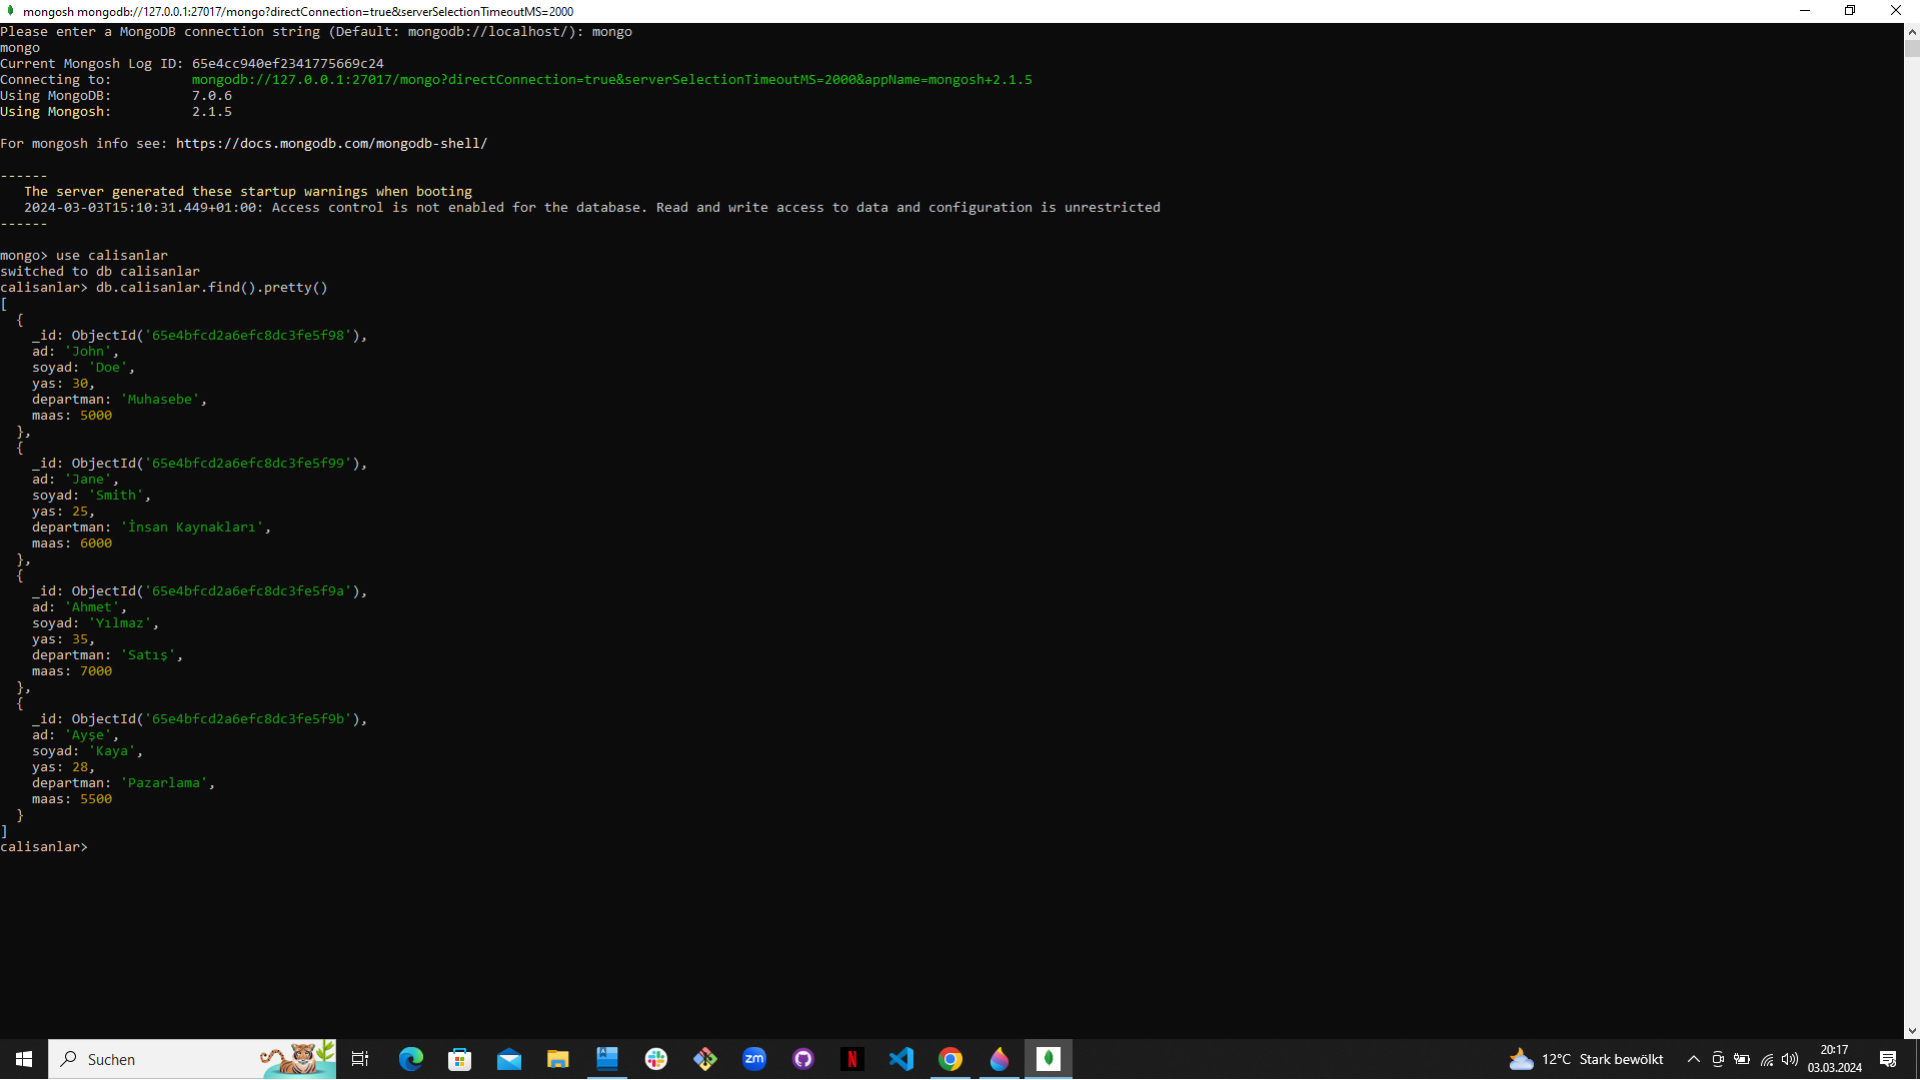 mongosh mongodb://127.0.0.1:27017/mongo?directConnection=true&serverSelectionTimeoutMS=2000
Please enter a MongoDB connection string (Default: mongodb://localhost/): mongo
mongo
Current Mongosh Log ID: 65e4cc940ef2341775669c24
Connecting to:          mongodb://127.0.0.1:27017/mongo?directConnection=true&serverSelectionTimeoutMS=2000&appName=mongosh+2.1.5
Using MongoDB:          7.0.6
Using Mongosh:          2.1.5
For mongosh info see: https://docs.mongodb.com/mongodb-shell/
------
   The server generated these startup warnings when booting
   2024-03-03T15:10:31.449+01:00: Access control is not enabled for the database. Read and write access to data and configuration is unrestricted
------
mongo> use calisanlar
switched to db calisanlar
calisanlar> db.calisanlar.find().pretty()
[
  {
    _id: ObjectId('65e4bfcd2a6efc8dc3fe5f98'),
    ad: 'John',
    soyad: 'Doe',
    yas: 30,
    departman: 'Muhasebe',
    maas: 5000
  },
  {
    _id: ObjectId('65e4bfcd2a6efc8dc3fe5f99'),
    ad: 'Jane',
    soyad: 'Smith',
    yas: 25,
    departman: 'İnsan Kaynakları',
    maas: 6000
  },
  {
    _id: ObjectId('65e4bfcd2a6efc8dc3fe5f9a'),
    ad: 'Ahmet',
    soyad: 'Yılmaz',
    yas: 35,
    departman: 'Satış',
    maas: 7000
  },
  {
    _id: ObjectId('65e4bfcd2a6efc8dc3fe5f9b'),
    ad: 'Ayşe',
    soyad: 'Kaya',
    yas: 28,
    departman: 'Pazarlama',
    maas: 5500
  }
]
calisanlar>
Suchen
zm
N
12°C Stark bewölkt
20:17
03.03.2024